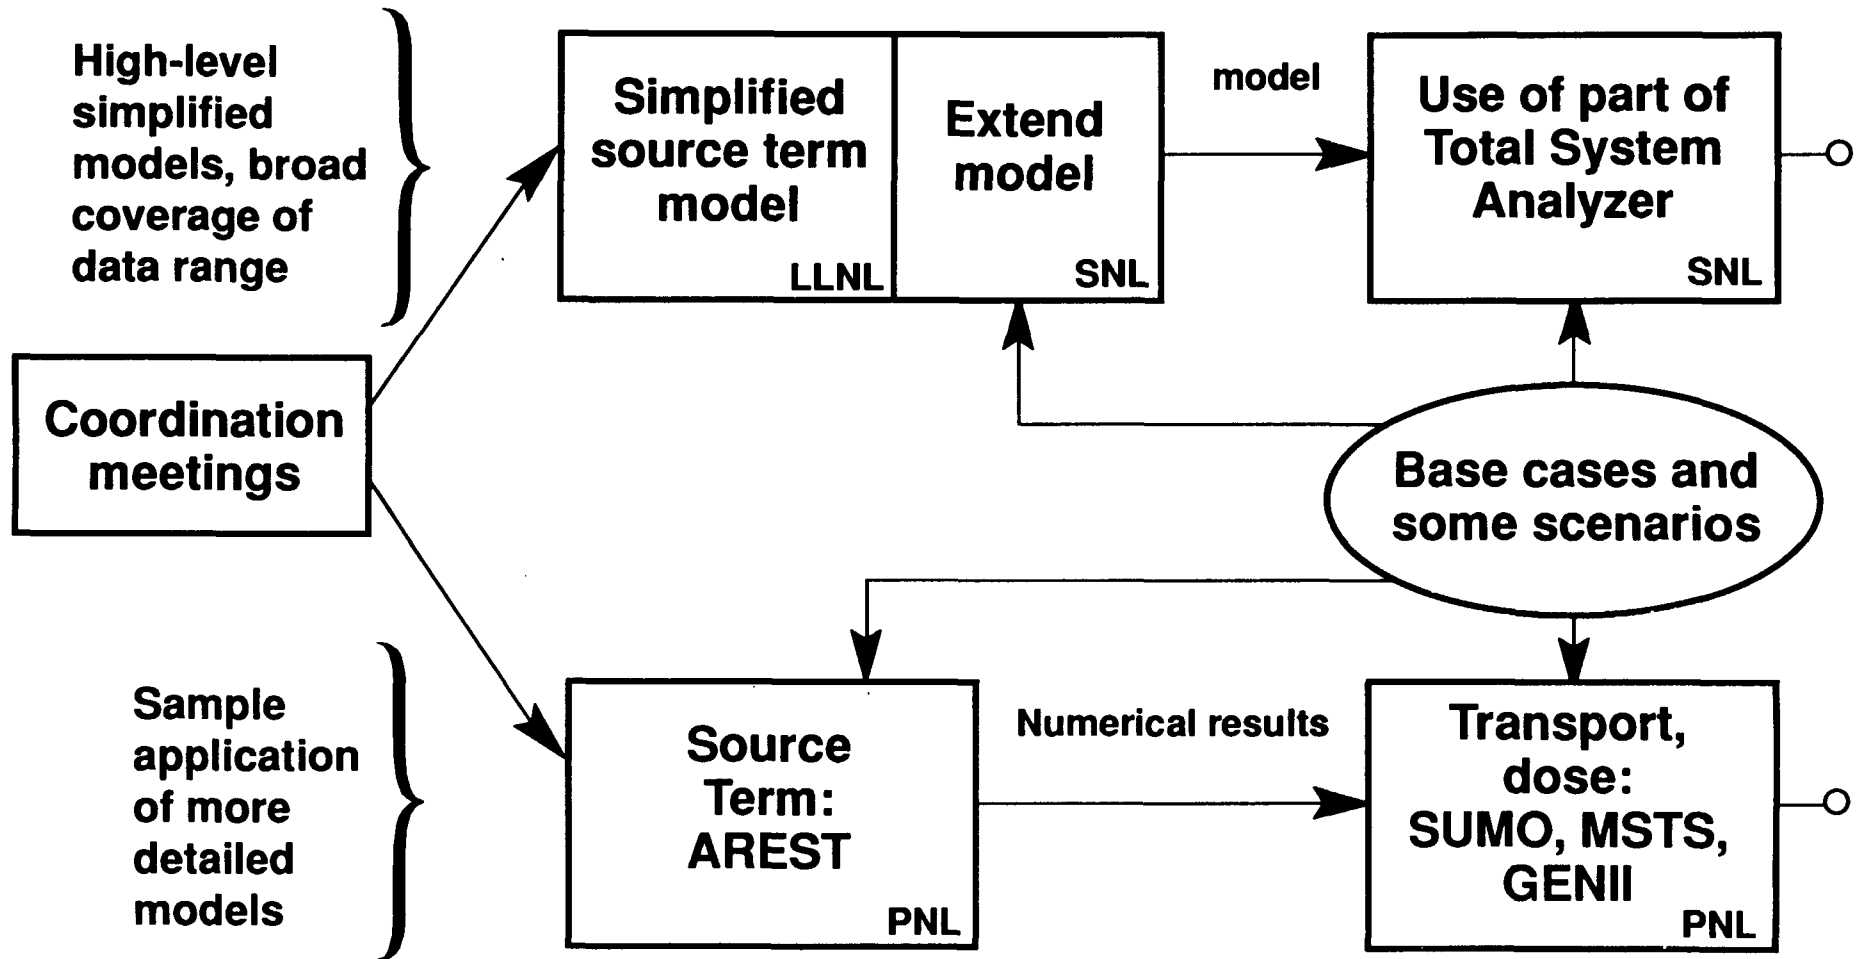 High-level
simplified
models, broad
coverage of
data range
Simplified
source term
model
LLNL
Extend
model
SNL
model
Use of part of
Total System
Analyzer
SNL
Coordination
meetings
Base cases and
some scenarios
Sample
application
of more
detailed
models
Source
Term:
AREST
PNL
Numerical results
Transport,
dose:
SUMO, MSTS,
GENII
PNL